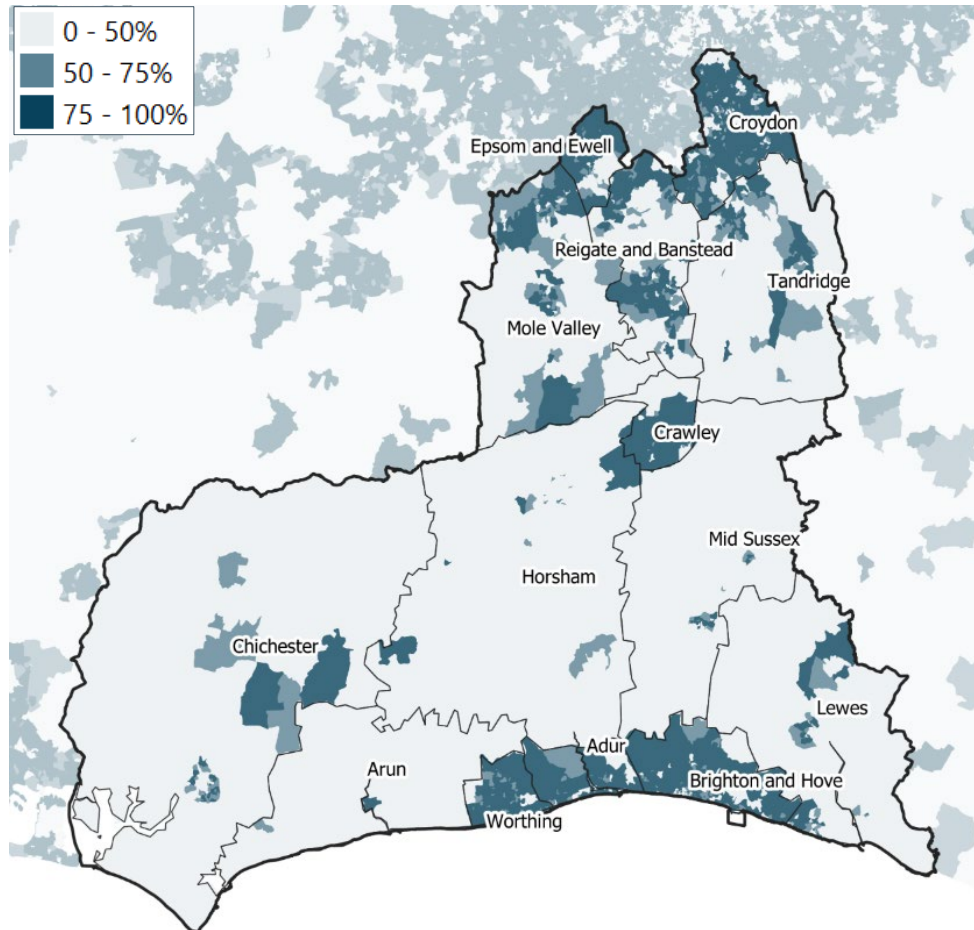 0 - 50%
50 - 75%
75 - 100%
Croydon
Epsom and Ewell
Reigate and Banstead
Tandridge
Mole Valley
Crawley
Mid Sussex
Horsham
Chichester
Lewes
Adur
Arun
Brighton and Hove
Worthing